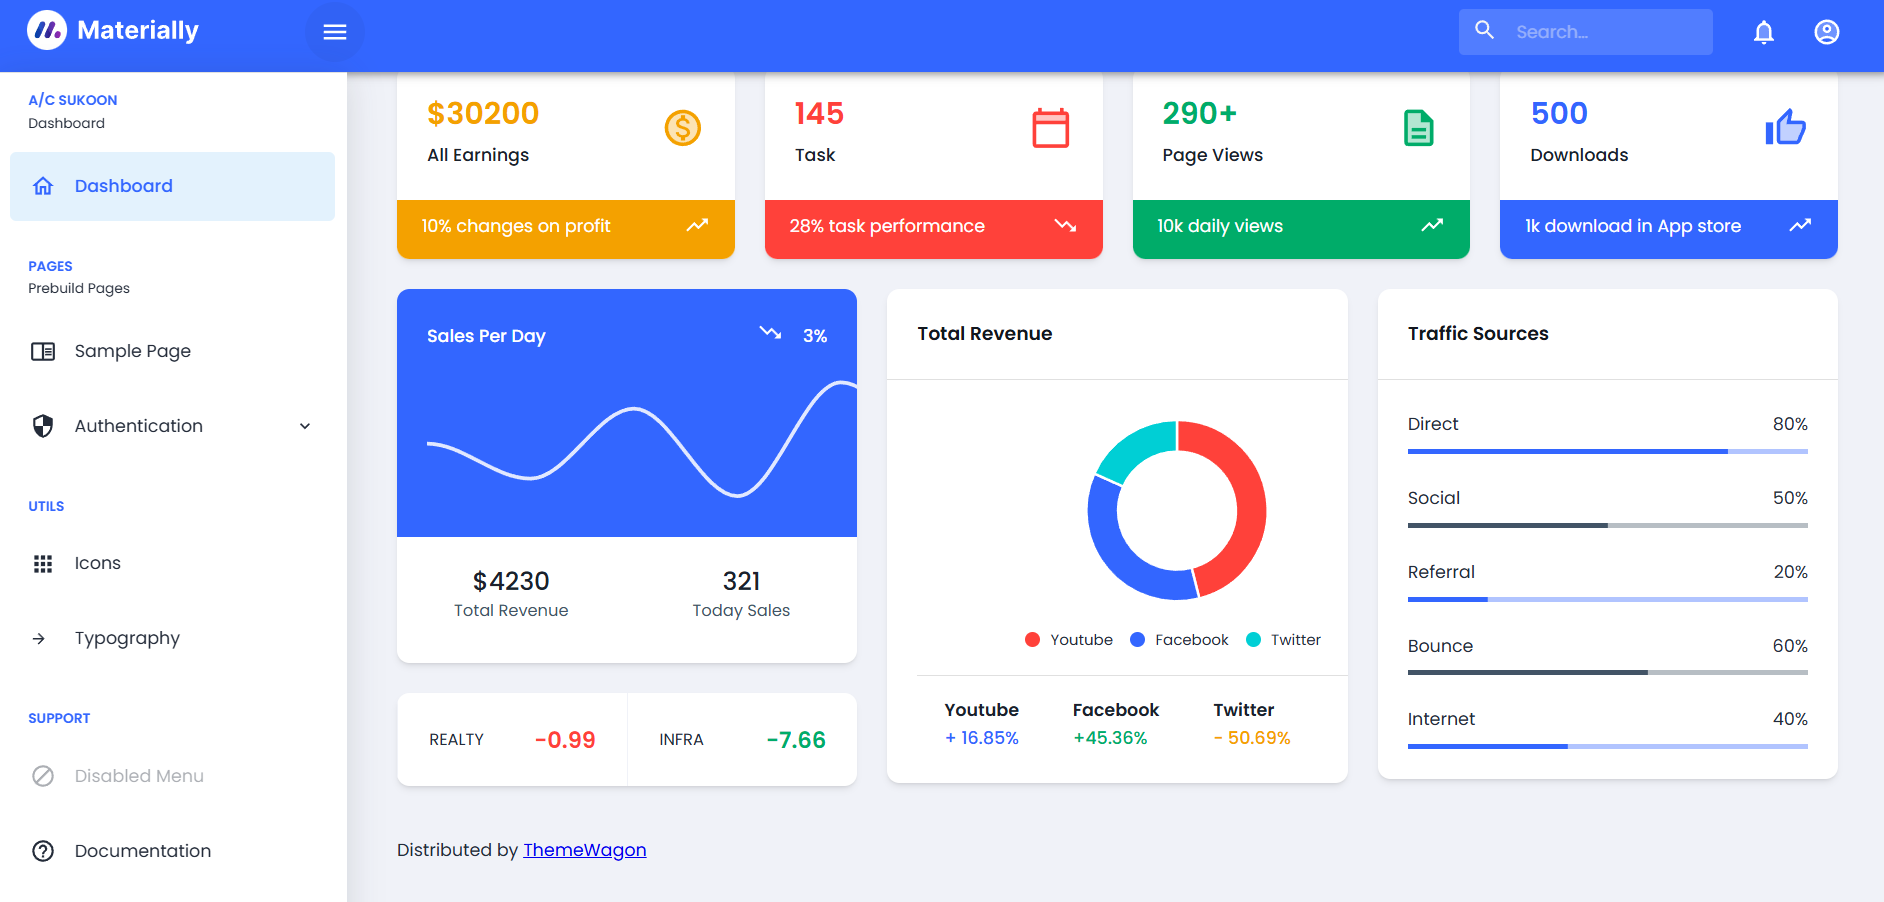 Materially
Search...
A/C SUKOON
Dashboard
Dashboard
PAGES
Prebuild Pages
Sample Page
Authentication
UTILS
Icons
Typography
SUPPORT
Disabled Menu
Documentation
$30200
All Earnings
10% changes on profit
145
Task
28% task performance
290+
Page Views
10k daily views
500
Downloads
1k download in App store
Sales Per Day 3%
$4230
Total Revenue
321
Today Sales
REALTY -0.99
INFRA -7.66
Total Revenue
Youtube Facebook Twitter
Youtube
+ 16.85%
Facebook
+45.36%
Twitter
- 50.69%
Traffic Sources
Direct 80%
Social 50%
Referral 20%
Bounce 60%
Internet 40%
Distributed by ThemeWagon